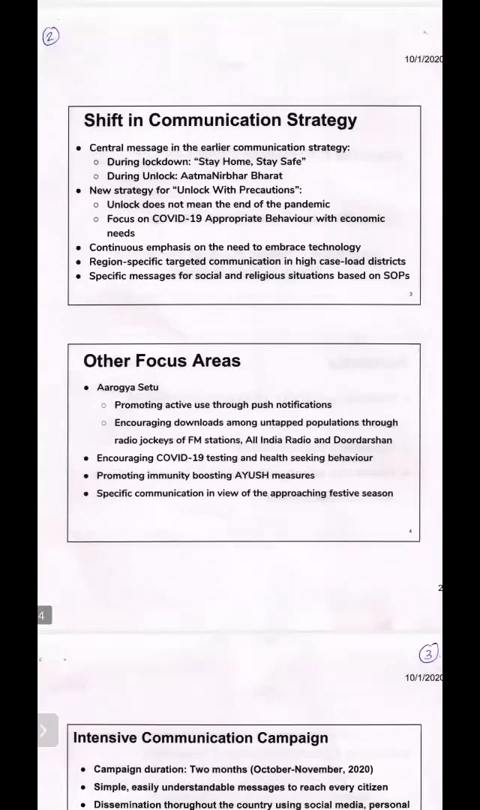 2
10/1/2020
Shift in Communication Strategy
• Central message in the earlier communication strategy:
○ During lockdown: “Stay Home, Stay Safe”
○ During Unlock: AatmaNirbhar Bharat
• New strategy for “Unlock With Precautions”:
○ Unlock does not mean the end of the pandemic
○ Focus on COVID-19 Appropriate Behaviour with economic
needs
• Continuous emphasis on the need to embrace technology
• Region-specific targeted communication in high case-load districts
• Specific messages for social and religious situations based on SOPs
3
Other Focus Areas
• Aarogya Setu
○ Promoting active use through push notifications
○ Encouraging downloads among untapped populations through
radio jockeys of FM stations, All India Radio and Doordarshan
• Encouraging COVID-19 testing and health seeking behaviour
• Promoting immunity boosting AYUSH measures
• Specific communication in view of the approaching festive season
4
2
4
3
10/1/2020
Intensive Communication Campaign
• Campaign duration: Two months (October-November, 2020)
• Simple, easily understandable messages to reach every citizen
• Dissemination thorughout the country using social media, personal